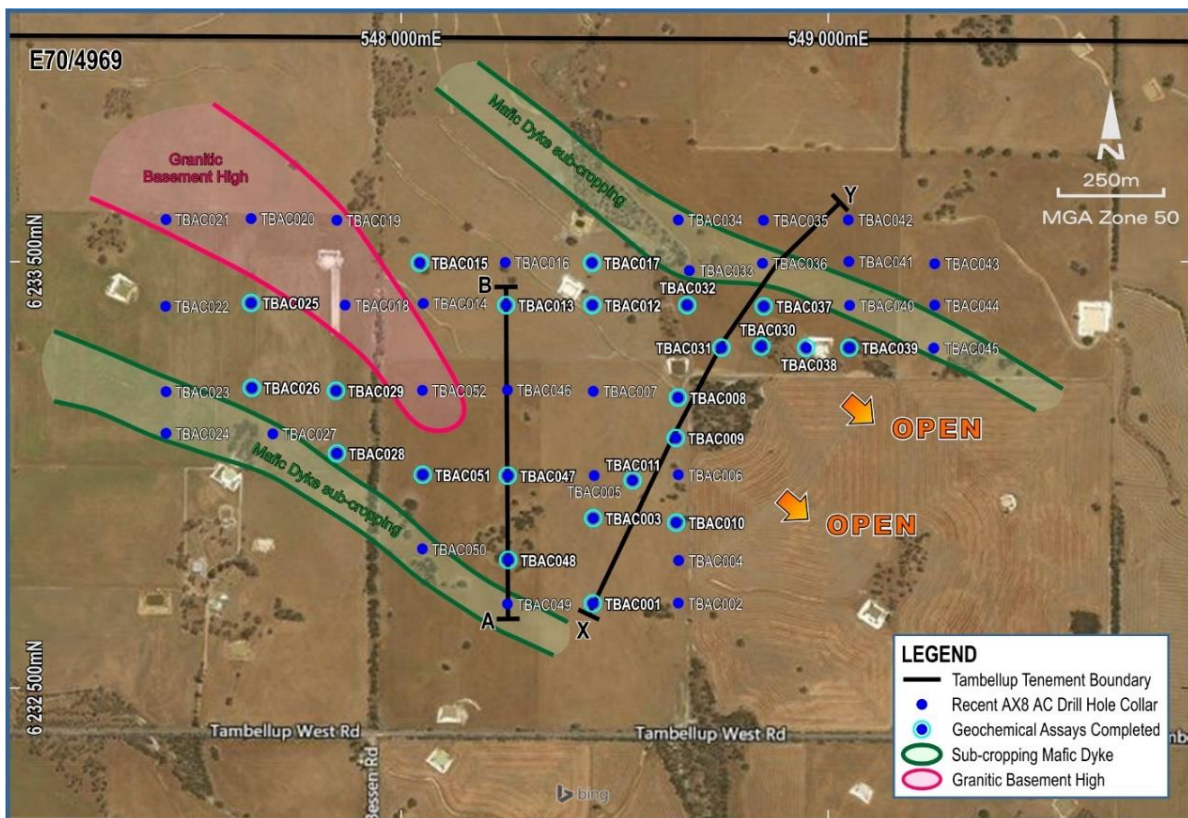 548 000mE
549 000mE
E70/4969
Mafic Dyke sub-cropping
Granitic
Basement High
N
250m
MGA Zone 50
Y
TBAC021
TBAC020
TBAC019
TBAC034
TBAC035
TBAC042
6 233 500mN
TBAC015
TBAC016
TBAC017
TBAC033
TBAC036
TBAC041
TBAC043
B
TBAC022
TBAC025
TBAC018
TBAC014
TBAC013
TBAC012
TBAC032
TBAC037
TBAC040
TBAC044
TBAC031
TBAC030
TBAC038
TBAC039
TBAC045
TBAC023
TBAC026
TBAC029
TBAC052
TBAC046
TBAC007
TBAC008
OPEN
TBAC024
TBAC027
TBAC028
TBAC009
Mafic Dyke sub-cropping
TBAC051
TBAC047
TBAC005
TBAC011
TBAC006
TBAC003
TBAC010
OPEN
TBAC050
TBAC048
TBAC004
A
TBAC049
X
TBAC001
TBAC002
6 232 500mN
Tambellup West Rd
Tambellup West Rd
Bessen Rd
bing
LEGEND
Tambellup Tenement Boundary
Recent AX8 AC Drill Hole Collar
Geochemical Assays Completed
Sub-cropping Mafic Dyke
Granitic Basement High